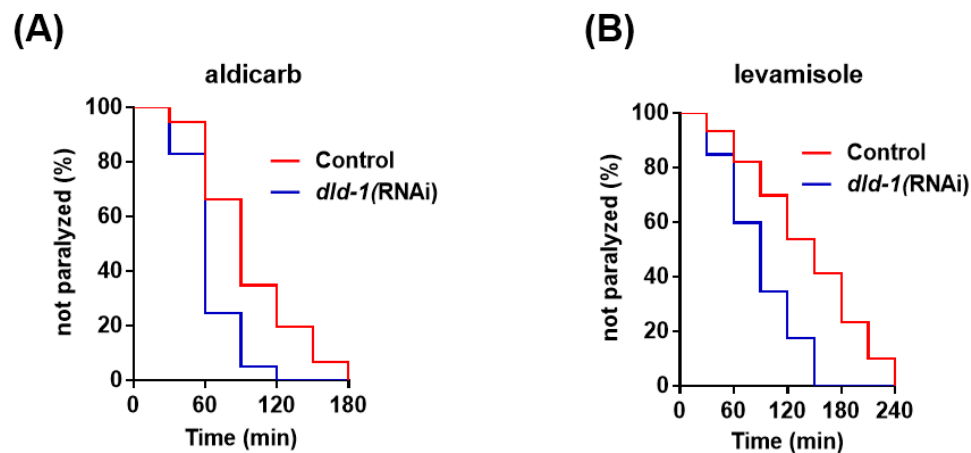 (A)
aldicarb
not paralyzed (%)
100
80
60
40
20
0
0
60
120
180
Time (min)
Control
dld-1(RNAi)
(B)
levamisole
not paralyzed (%)
100
80
60
40
20
0
0
60
120
180
240
Time (min)
Control
dld-1(RNAi)